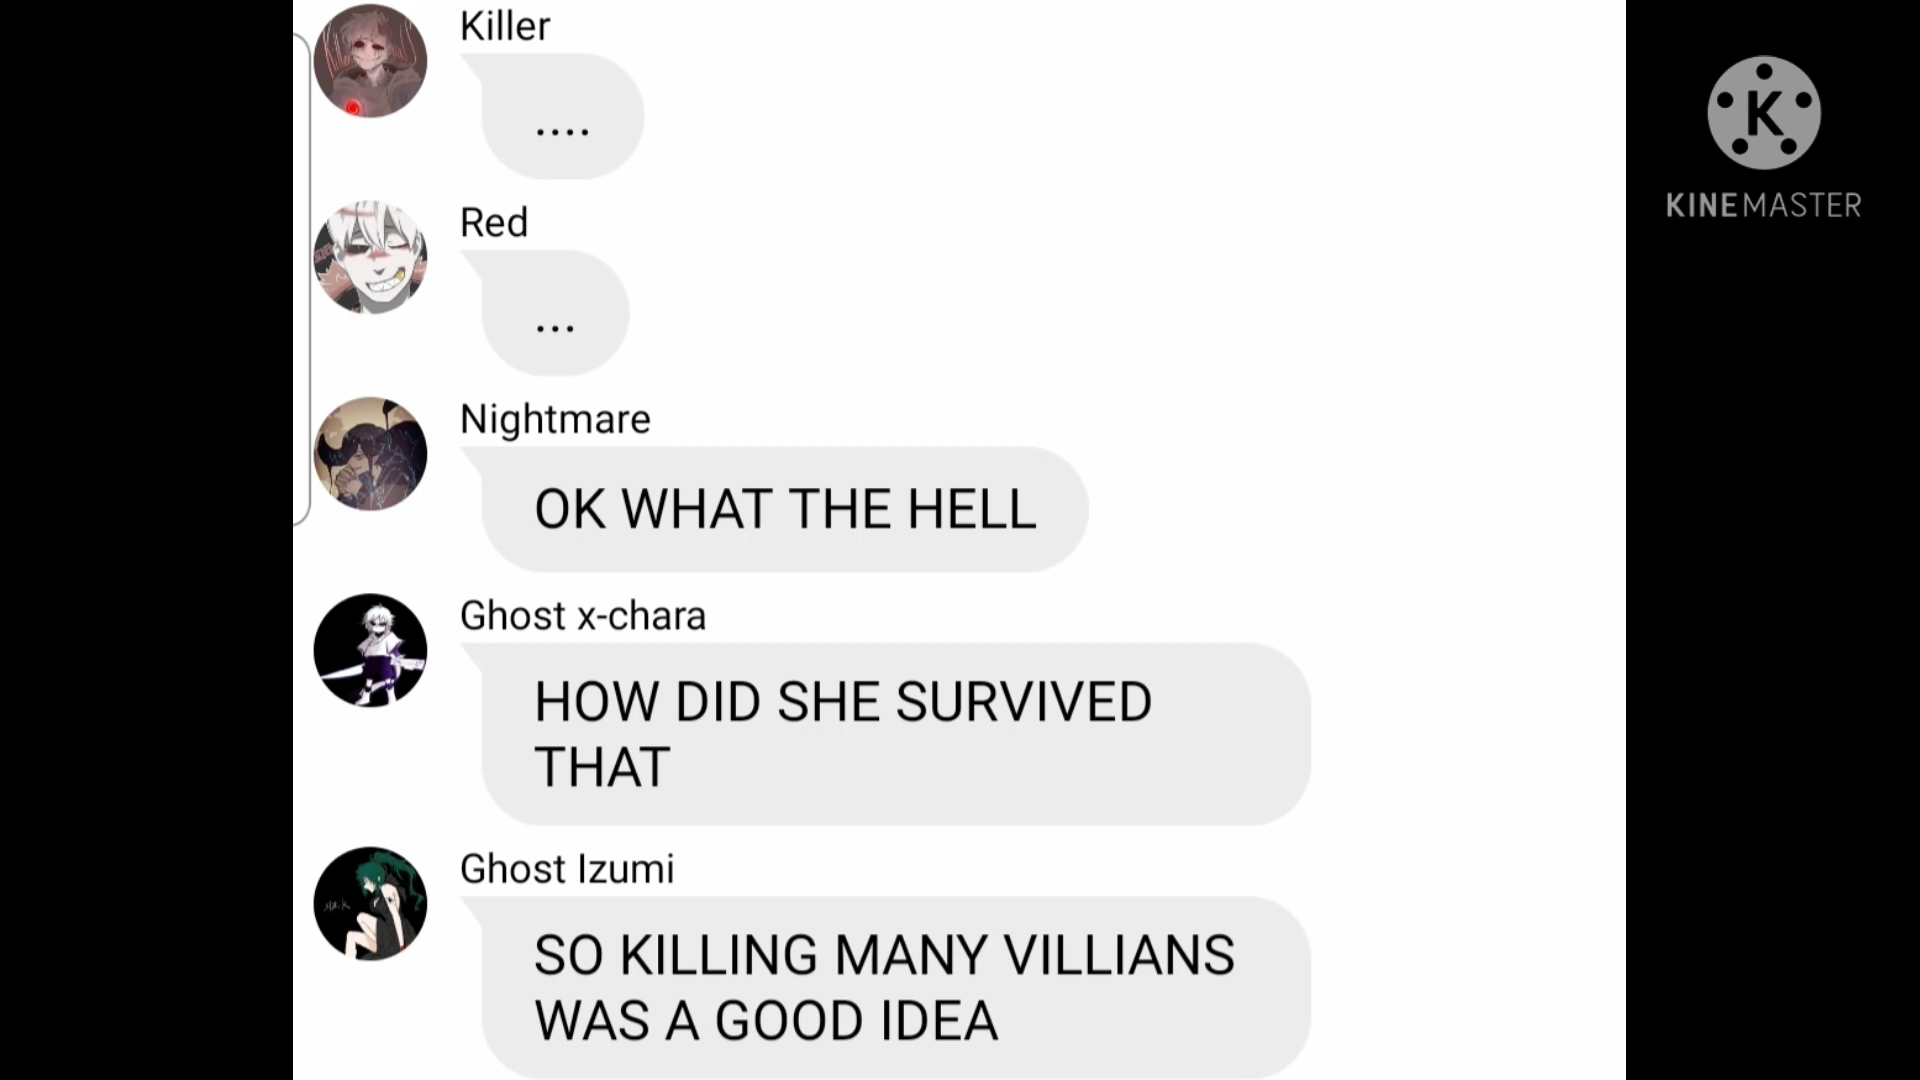 Killer
....
Red
...
Nightmare
OK WHAT THE HELL
Ghost x-chara
HOW DID SHE SURVIVED
THAT
Ghost Izumi
SO KILLING MANY VILLIANS
WAS A GOOD IDEA
K
KINEMASTER